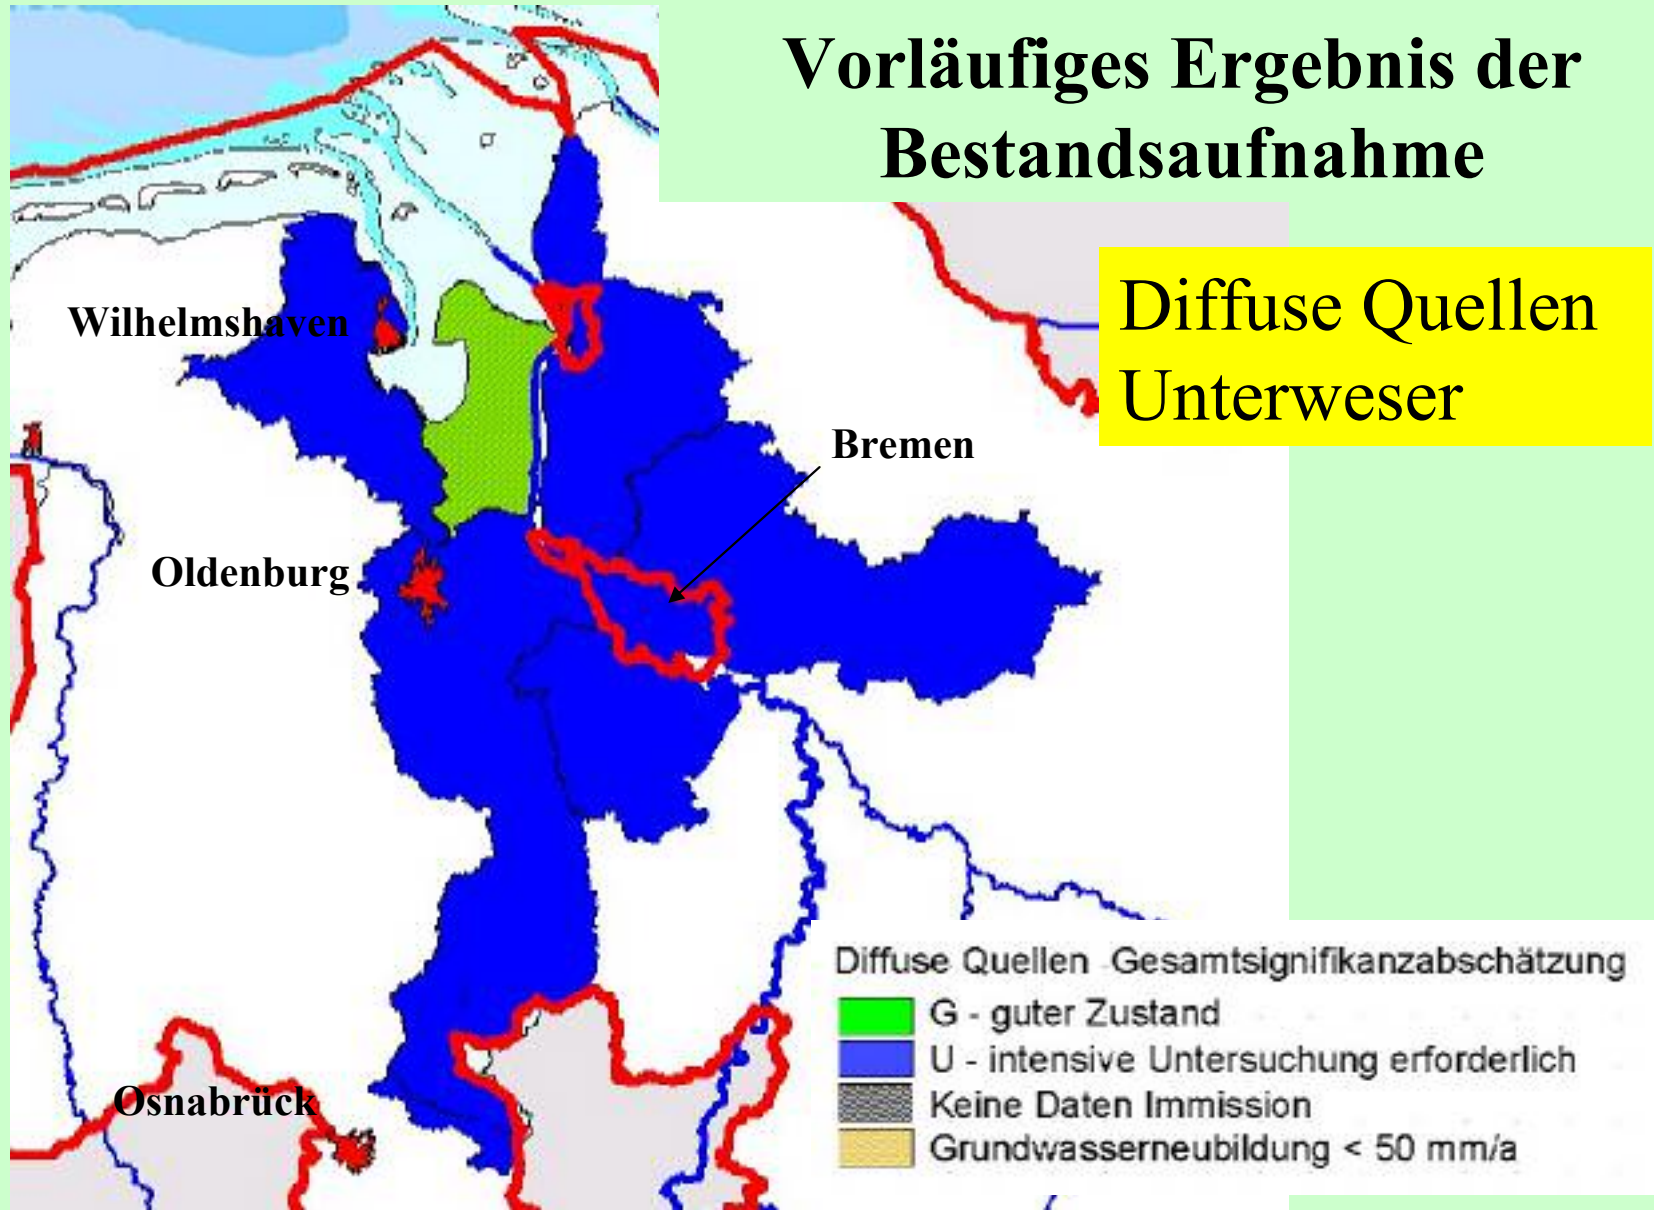 Vorläufiges Ergebnis der
Bestandsaufnahme
Diffuse Quellen
Unterweser
Wilhelmshaven
Bremen
Oldenburg
Osnabrück
Diffuse Quellen Gesamtsignifikanzabschätzung
G - guter Zustand
U - intensive Untersuchung erforderlich
Keine Daten Immission
Grundwasserneubildung < 50 mm/a